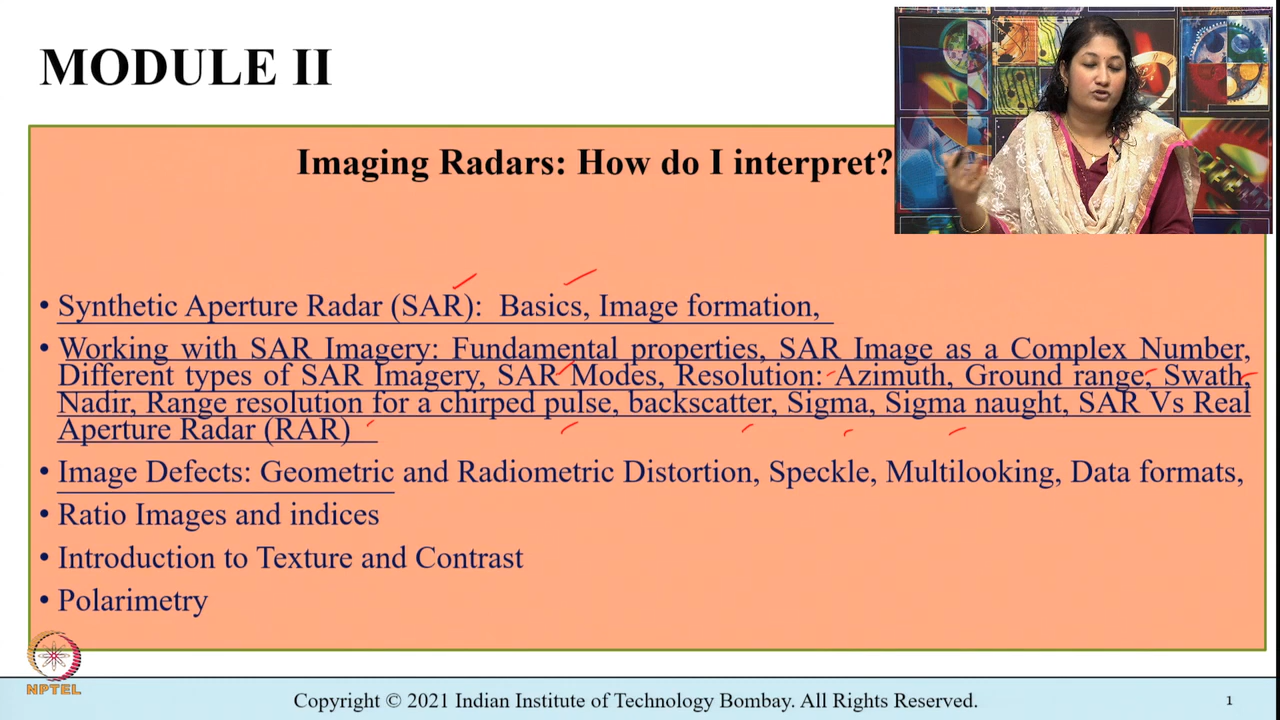 MODULE II
Imaging Radars: How do I interpret?
• Synthetic Aperture Radar (SAR): Basics, Image formation,
• Working with SAR Imagery: Fundamental properties, SAR Image as a Complex Number,
Different types of SAR Imagery, SAR Modes, Resolution: Azimuth, Ground range, Swath,
Nadir, Range resolution for a chirped pulse, backscatter, Sigma, Sigma naught, SAR Vs Real
Aperture Radar (RAR)
• Image Defects: Geometric and Radiometric Distortion, Speckle, Multilooking, Data formats,
• Ratio Images and indices
• Introduction to Texture and Contrast
• Polarimetry
NPTEL
Copyright © 2021 Indian Institute of Technology Bombay. All Rights Reserved.
1